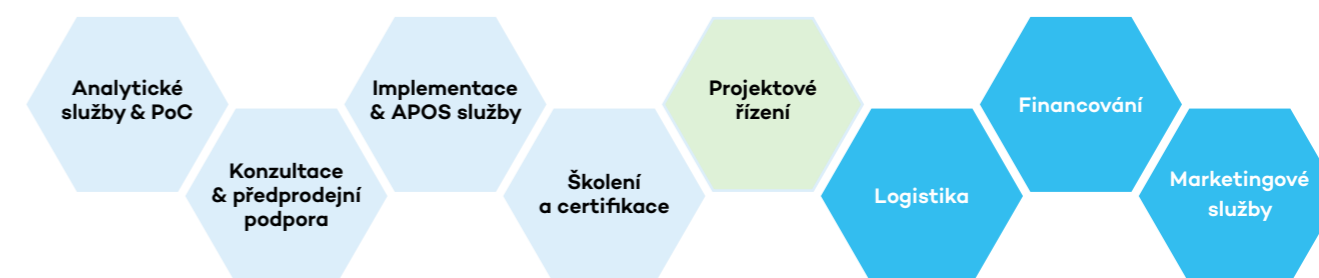 Analytické
služby & PoC
Konzultace
& předprodejní
podpora
Implementace
& APOS služby
Školení
a certifikace
Projektové
řízení
Logistika
Financování
Marketingové
služby